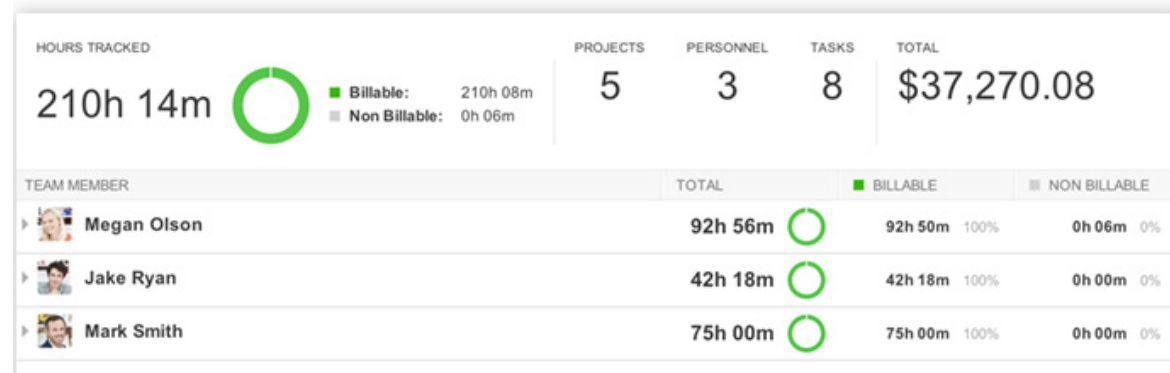 HOURS TRACKED PROJECTS PERSONNEL TASKS TOTAL
210h 14m 5 3 8 $37,270.08
Billable: 210h 08m
Non Billable: 0h 06m
TEAM MEMBER TOTAL BILLABLE NON BILLABLE
Megan Olson 92h 56m 92h 50m 100% 0h 06m 0%
Jake Ryan 42h 18m 42h 18m 100% 0h 00m 0%
Mark Smith 75h 00m 75h 00m 100% 0h 00m 0%